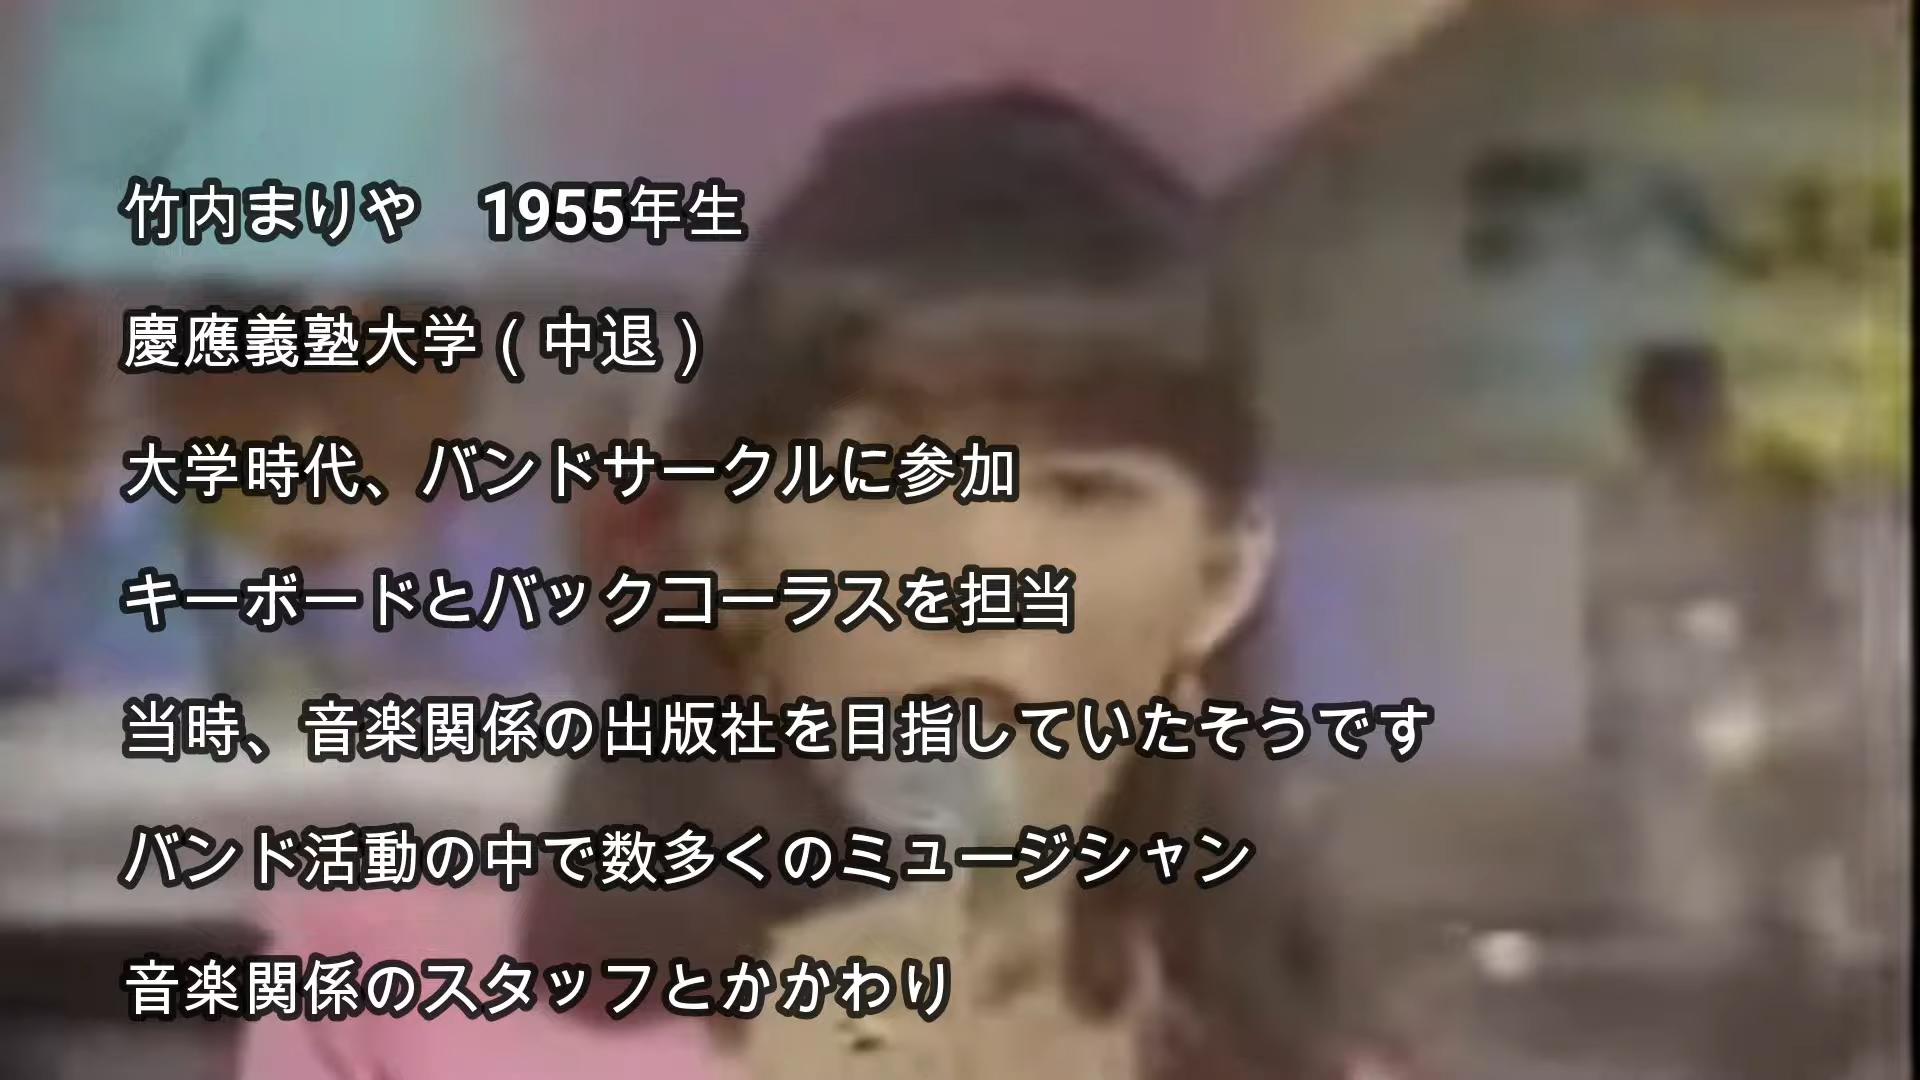 竹内まりや　1955年生
慶應義塾大学（中退）
大学時代、バンドサークルに参加
キーボードとバックコーラスを担当
当時、音楽関係の出版社を目指していたそうです
バンド活動の中で数多くのミュージシャン
音楽関係のスタッフとかかわり